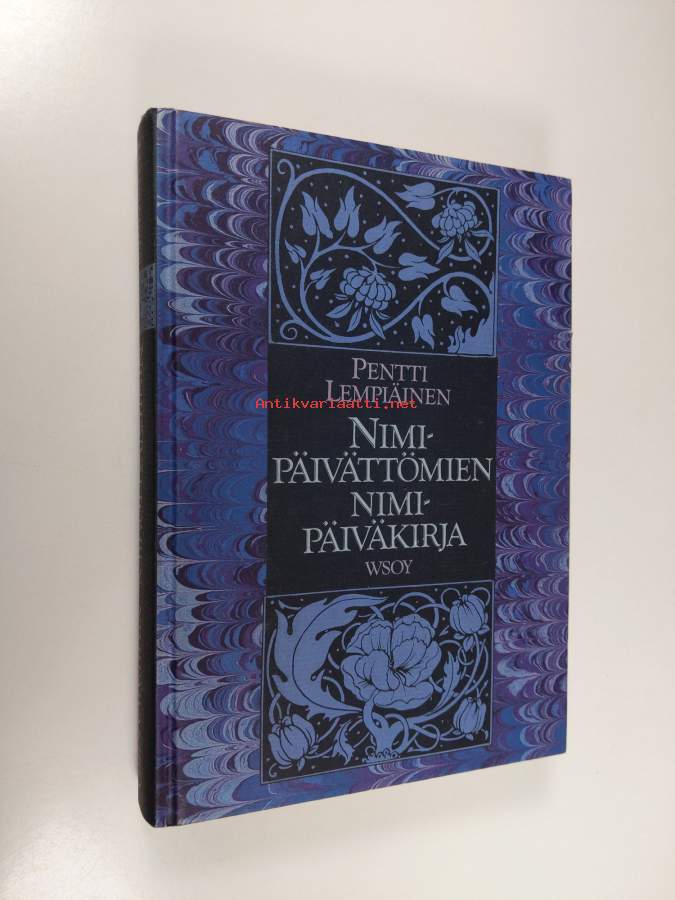 PENTTI
LEMPIÄINEN
Antikvariaatti.net
NIMI-
PÄIVÄTTÖMIEN
NIMI-
PÄIVÄKIRJA
WSOY